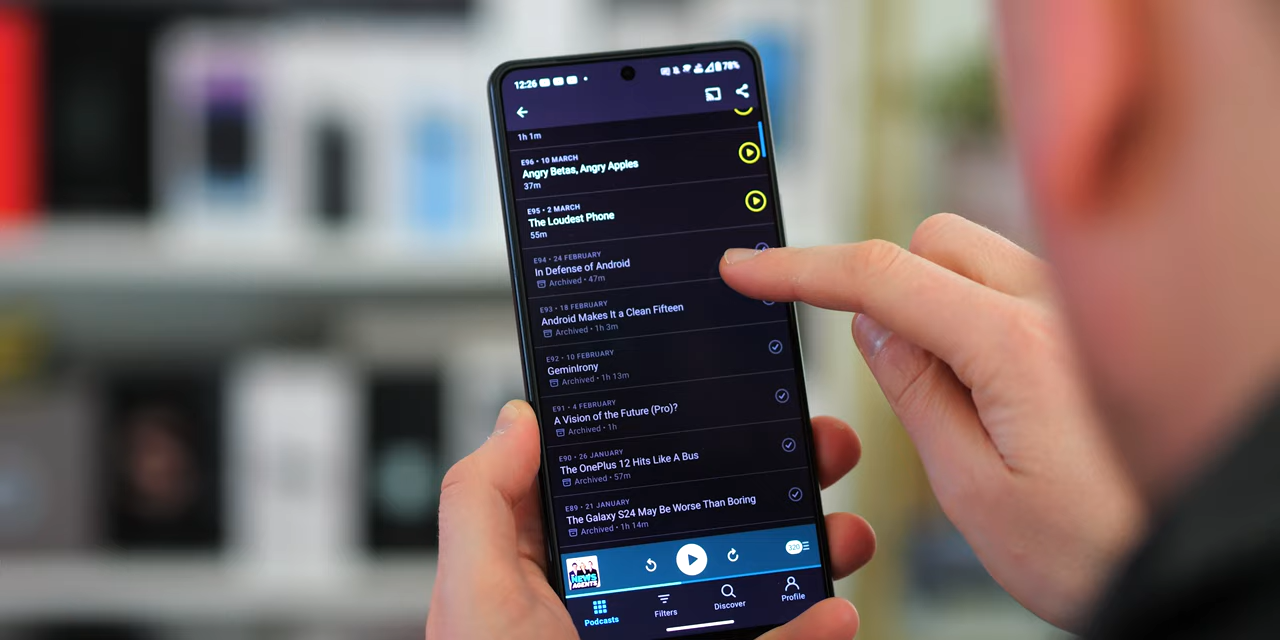 12:26
78%
1h 1m
E96 • 10 MARCH
Angry Betas, Angry Apples
37m
E95 • 2 MARCH
The Loudest Phone
55m
E94 • 24 FEBRUARY
In Defense of Android
Archived • 47m
E93 • 18 FEBRUARY
Android Makes It a Clean Fifteen
Archived • 1h 3m
E92 • 10 FEBRUARY
GeminIrony
Archived • 1h 13m
E91 • 4 FEBRUARY
A Vision of the Future (Pro)?
Archived • 1h
E90 • 26 JANUARY
The OnePlus 12 Hits Like A Bus
Archived • 57m
E89 • 21 JANUARY
The Galaxy S24 May Be Worse Than Boring
Archived • 1h 14m
NEWS
AGENTS
320
Podcasts
Filters
Discover
Profile